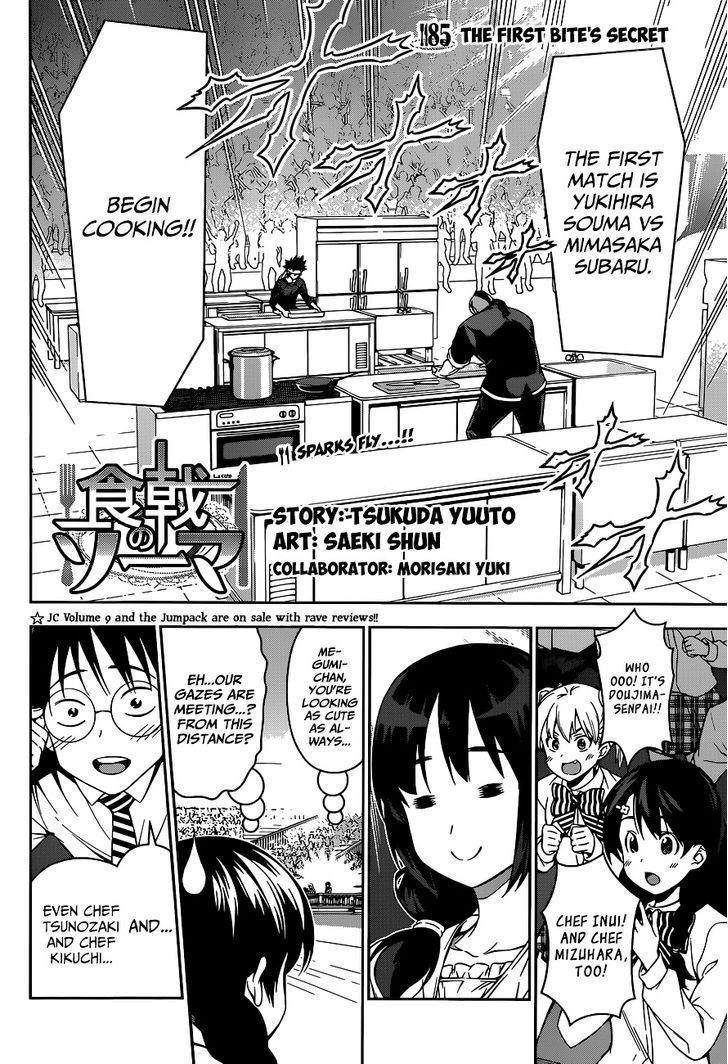 #85 THE FIRST BITE'S SECRET
THE FIRST
MATCH IS
YUKIHIRA
SOUMA VS
MIMASAKA
SUBARU.
BEGIN
COOKING!!
SPARKS FLY...!!
食戟
の
ソーマ
STORY: TSUKUDA YUUTO
ART: SAEKI SHUN
COLLABORATOR: MORISAKI YUKI
☆ JC Volume 9 and the Jumpack are on sale with rave reviews!!
WHO
OOO! IT'S
DOUJIMA-
SENPAI!!
CHEF INUI!
AND CHEF
MIZUHARA,
TOO!
ME-
GUMI-
CHAN,
YOU'RE
LOOKING
AS CUTE
AS AL-
WAYS...
EH...OUR
GAZES ARE
MEETING...?
FROM THIS
DISTANCE?
AND...
EVEN CHEF
TSUNOZAKI
AND CHEF
KIKUCHI...